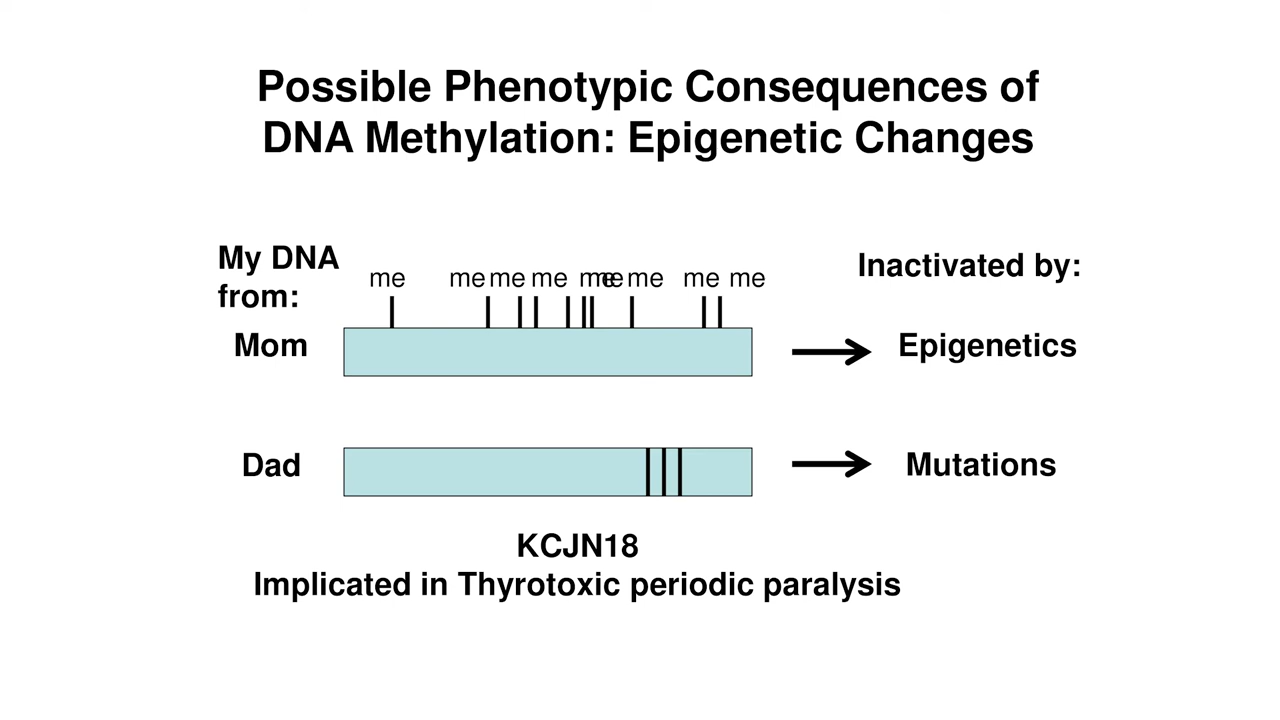 Possible Phenotypic Consequences of
DNA Methylation: Epigenetic Changes
My DNA
from:
me me me me me me me me me
Inactivated by:
Mom
Epigenetics
Dad
Mutations
KCJN18
Implicated in Thyrotoxic periodic paralysis